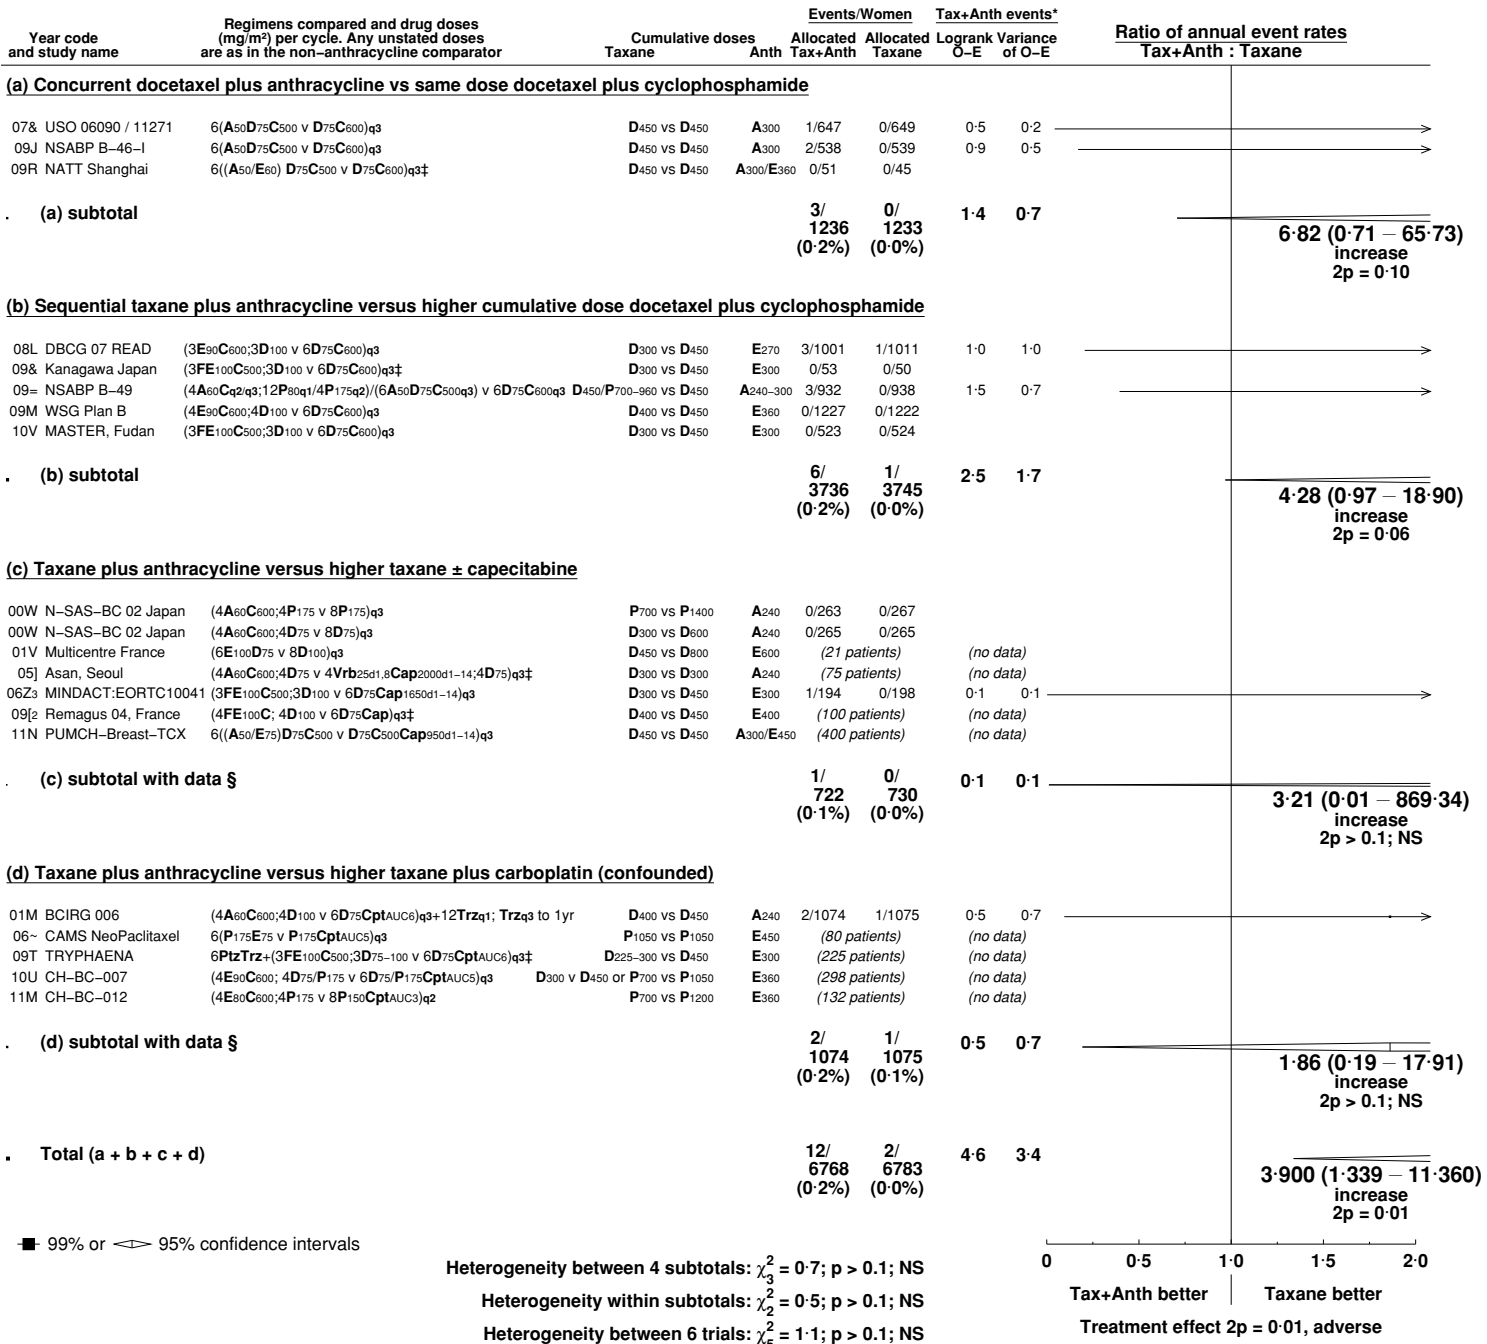 Year code and study name
Regimens compared and drug doses (mg/m²) per cycle. Any unstated doses are as in the non−anthracycline comparator
Cumulative doses
Taxane Anth
Events/Women
Allocated Tax+Anth
Allocated Taxane
Tax+Anth events*
Logrank O−E
Variance of O−E
Ratio of annual event rates
Tax+Anth : Taxane
(a) Concurrent docetaxel plus anthracycline vs same dose docetaxel plus cyclophosphamide
07& USO 06090 / 11271 6(A50D75C500 v D75C600)q3 D450 vs D450 A300 1/647 0/649 0·5 0·2
09J NSABP B−46−I 6(A50D75C500 v D75C600)q3 D450 vs D450 A300 2/538 0/539 0·9 0·5
09R NATT Shanghai 6((A50/E60) D75C500 v D75C600)q3‡ D450 vs D450 A300/E360 0/51 0/45
. (a) subtotal 3/1236 (0·2%) 0/1233 (0·0%) 1·4 0·7
6·82 (0·71 − 65·73)
increase
2p = 0·10
(b) Sequential taxane plus anthracycline versus higher cumulative dose docetaxel plus cyclophosphamide
08L DBCG 07 READ (3E90C600;3D100 v 6D75C600)q3 D300 vs D450 E270 3/1001 1/1011 1·0 1·0
09& Kanagawa Japan (3FE100C500;3D100 v 6D75C600)q3‡ D300 vs D450 E300 0/53 0/50
09= NSABP B−49 (4A60Cq2/q3;12P80q1/4P175q2)/(6A50D75C500q3) v 6D75C600q3 D450/P700−960 vs D450 A240−300 3/932 0/938 1·5 0·7
09M WSG Plan B (4E90C600;4D100 v 6D75C600)q3 D400 vs D450 E360 0/1227 0/1222
10V MASTER, Fudan (3FE100C500;3D100 v 6D75C600)q3 D300 vs D450 E300 0/523 0/524
. (b) subtotal 6/3736 (0·2%) 1/3745 (0·0%) 2·5 1·7
4·28 (0·97 − 18·90)
increase
2p = 0·06
(c) Taxane plus anthracycline versus higher taxane ± capecitabine
00W N−SAS−BC 02 Japan (4A60C600;4P175 v 8P175)q3 P700 vs P1400 A240 0/263 0/267
00W N−SAS−BC 02 Japan (4A60C600;4D75 v 8D75)q3 D300 vs D600 A240 0/265 0/265
01V Multicentre France (6E100D75 v 8D100)q3 D450 vs D800 E600 (21 patients) (no data)
05] Asan, Seoul (4A60C600;4D75 v 4Vrb25d1,8Cap2000d1−14;4D75)q3‡ D300 vs D300 A240 (75 patients) (no data)
06Z3 MINDACT:EORTC10041 (3FE100C500;3D100 v 6D75Cap1650d1−14)q3 D300 vs D450 E300 1/194 0/198 0·1 0·1
09[2 Remagus 04, France (4FE100C; 4D100 v 6D75Cap)q3‡ D400 vs D450 E400 (100 patients) (no data)
11N PUMCH−Breast−TCX 6((A50/E75)D75C500 v D75C500Cap950d1−14)q3 D450 vs D450 A300/E450 (400 patients) (no data)
. (c) subtotal with data § 1/722 (0·1%) 0/730 (0·0%) 0·1 0·1
3·21 (0·01 − 869·34)
increase
2p > 0.1; NS
(d) Taxane plus anthracycline versus higher taxane plus carboplatin (confounded)
01M BCIRG 006 (4A60C600;4D100 v 6D75CptAUC6)q3+12Trzq1; Trzq3 to 1yr D400 vs D450 A240 2/1074 1/1075 0·5 0·7
06~ CAMS NeoPaclitaxel 6(P175E75 v P175CptAUC5)q3 P1050 vs P1050 E450 (80 patients) (no data)
09T TRYPHAENA 6PtzTrz+(3FE100C500;3D75−100 v 6D75CptAUC6)q3‡ D225−300 vs D450 E300 (225 patients) (no data)
10U CH−BC−007 (4E90C600; 4D75/P175 v 6D75/P175CptAUC5)q3 D300 v D450 or P700 vs P1050 E360 (298 patients) (no data)
11M CH−BC−012 (4E80C600;4P175 v 8P150CptAUC3)q2 P700 vs P1200 E360 (132 patients) (no data)
. (d) subtotal with data § 2/1074 (0·2%) 1/1075 (0·1%) 0·5 0·7
1·86 (0·19 − 17·91)
increase
2p > 0.1; NS
. Total (a + b + c + d) 12/6768 (0·2%) 2/6783 (0·0%) 4·6 3·4
3·900 (1·339 − 11·360)
increase
2p = 0·01
99% or 95% confidence intervals
0 0·5 1·0 1·5 2·0
Tax+Anth better Taxane better
Treatment effect 2p = 0·01, adverse
Heterogeneity between 4 subtotals: χ²₃ = 0·7; p > 0.1; NS
Heterogeneity within subtotals: χ²₂ = 0·5; p > 0.1; NS
Heterogeneity between 6 trials: χ²₅ = 1·1; p > 0.1; NS